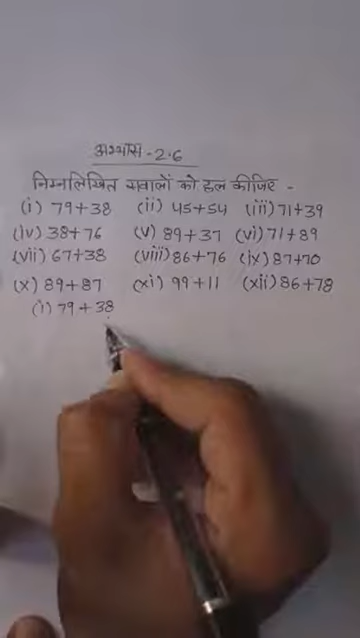 अभ्यास-2.6
निम्नलिखित सवालों को हल कीजिए -
(i) 79+38 (ii) 45+54 (iii) 71+39
(iv) 38+76 (v) 89+37 (vi) 71+89
(vii) 67+38 (viii) 86+76 (ix) 87+70
(x) 89+87 (xi) 99+11 (xii) 86+78
(i) 79+38